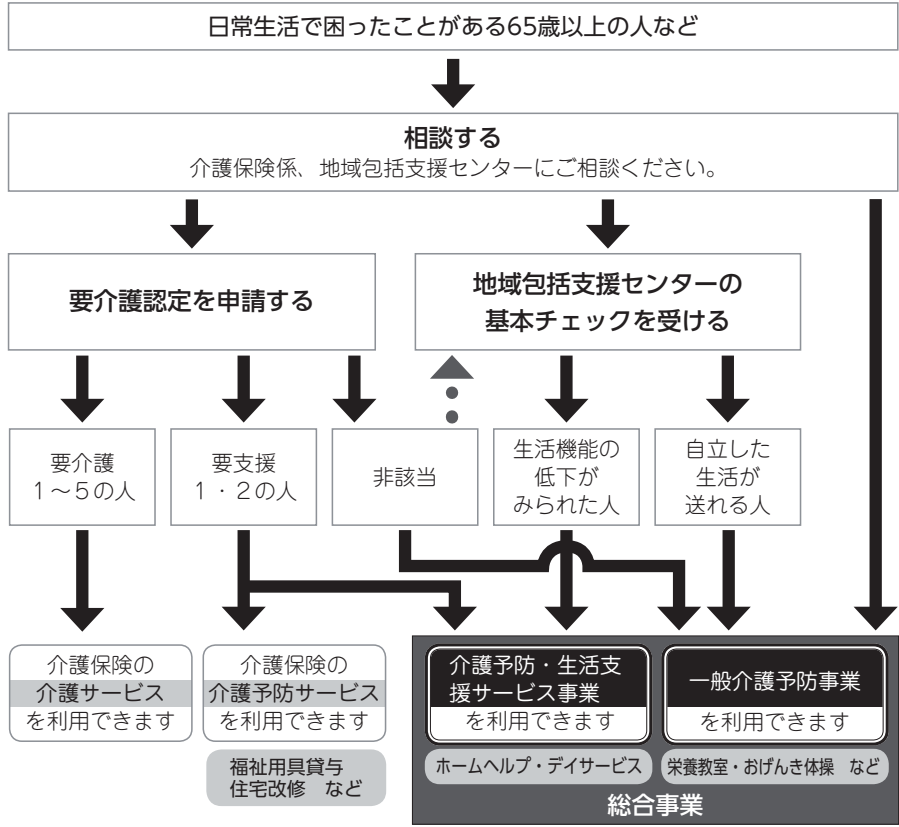 日常生活で困ったことがある65歳以上の人など
相談する
介護保険係、地域包括支援センターにご相談ください。
要介護認定を申請する
地域包括支援センターの
基本チェックを受ける
要介護
1～5の人
要支援
1・2の人
非該当
生活機能の
低下が
みられた人
自立した
生活が
送れる人
介護保険の
介護サービス
を利用できます
介護保険の
介護予防サービス
を利用できます
福祉用具貸与
住宅改修　など
介護予防・生活支
援サービス事業
を利用できます
ホームヘルプ・デイサービス
一般介護予防事業
を利用できます
栄養教室・おげんき体操　など
総合事業